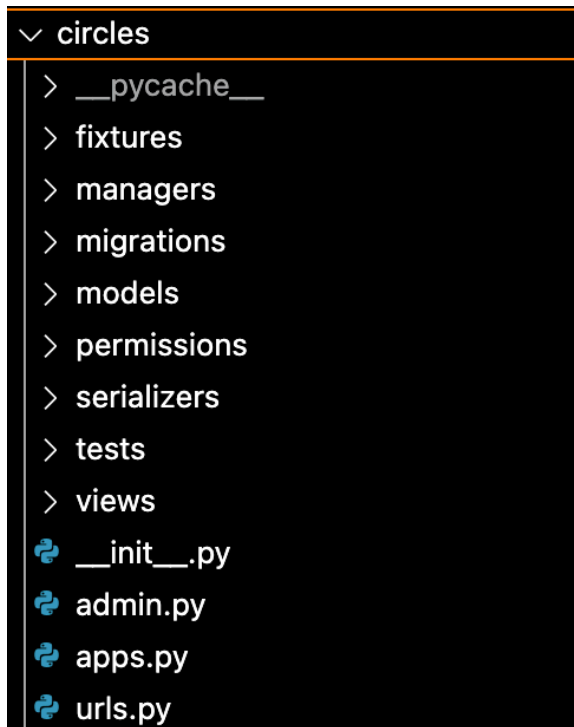 circles
__pycache__
fixtures
managers
migrations
models
permissions
serializers
tests
views
__init__.py
admin.py
apps.py
urls.py